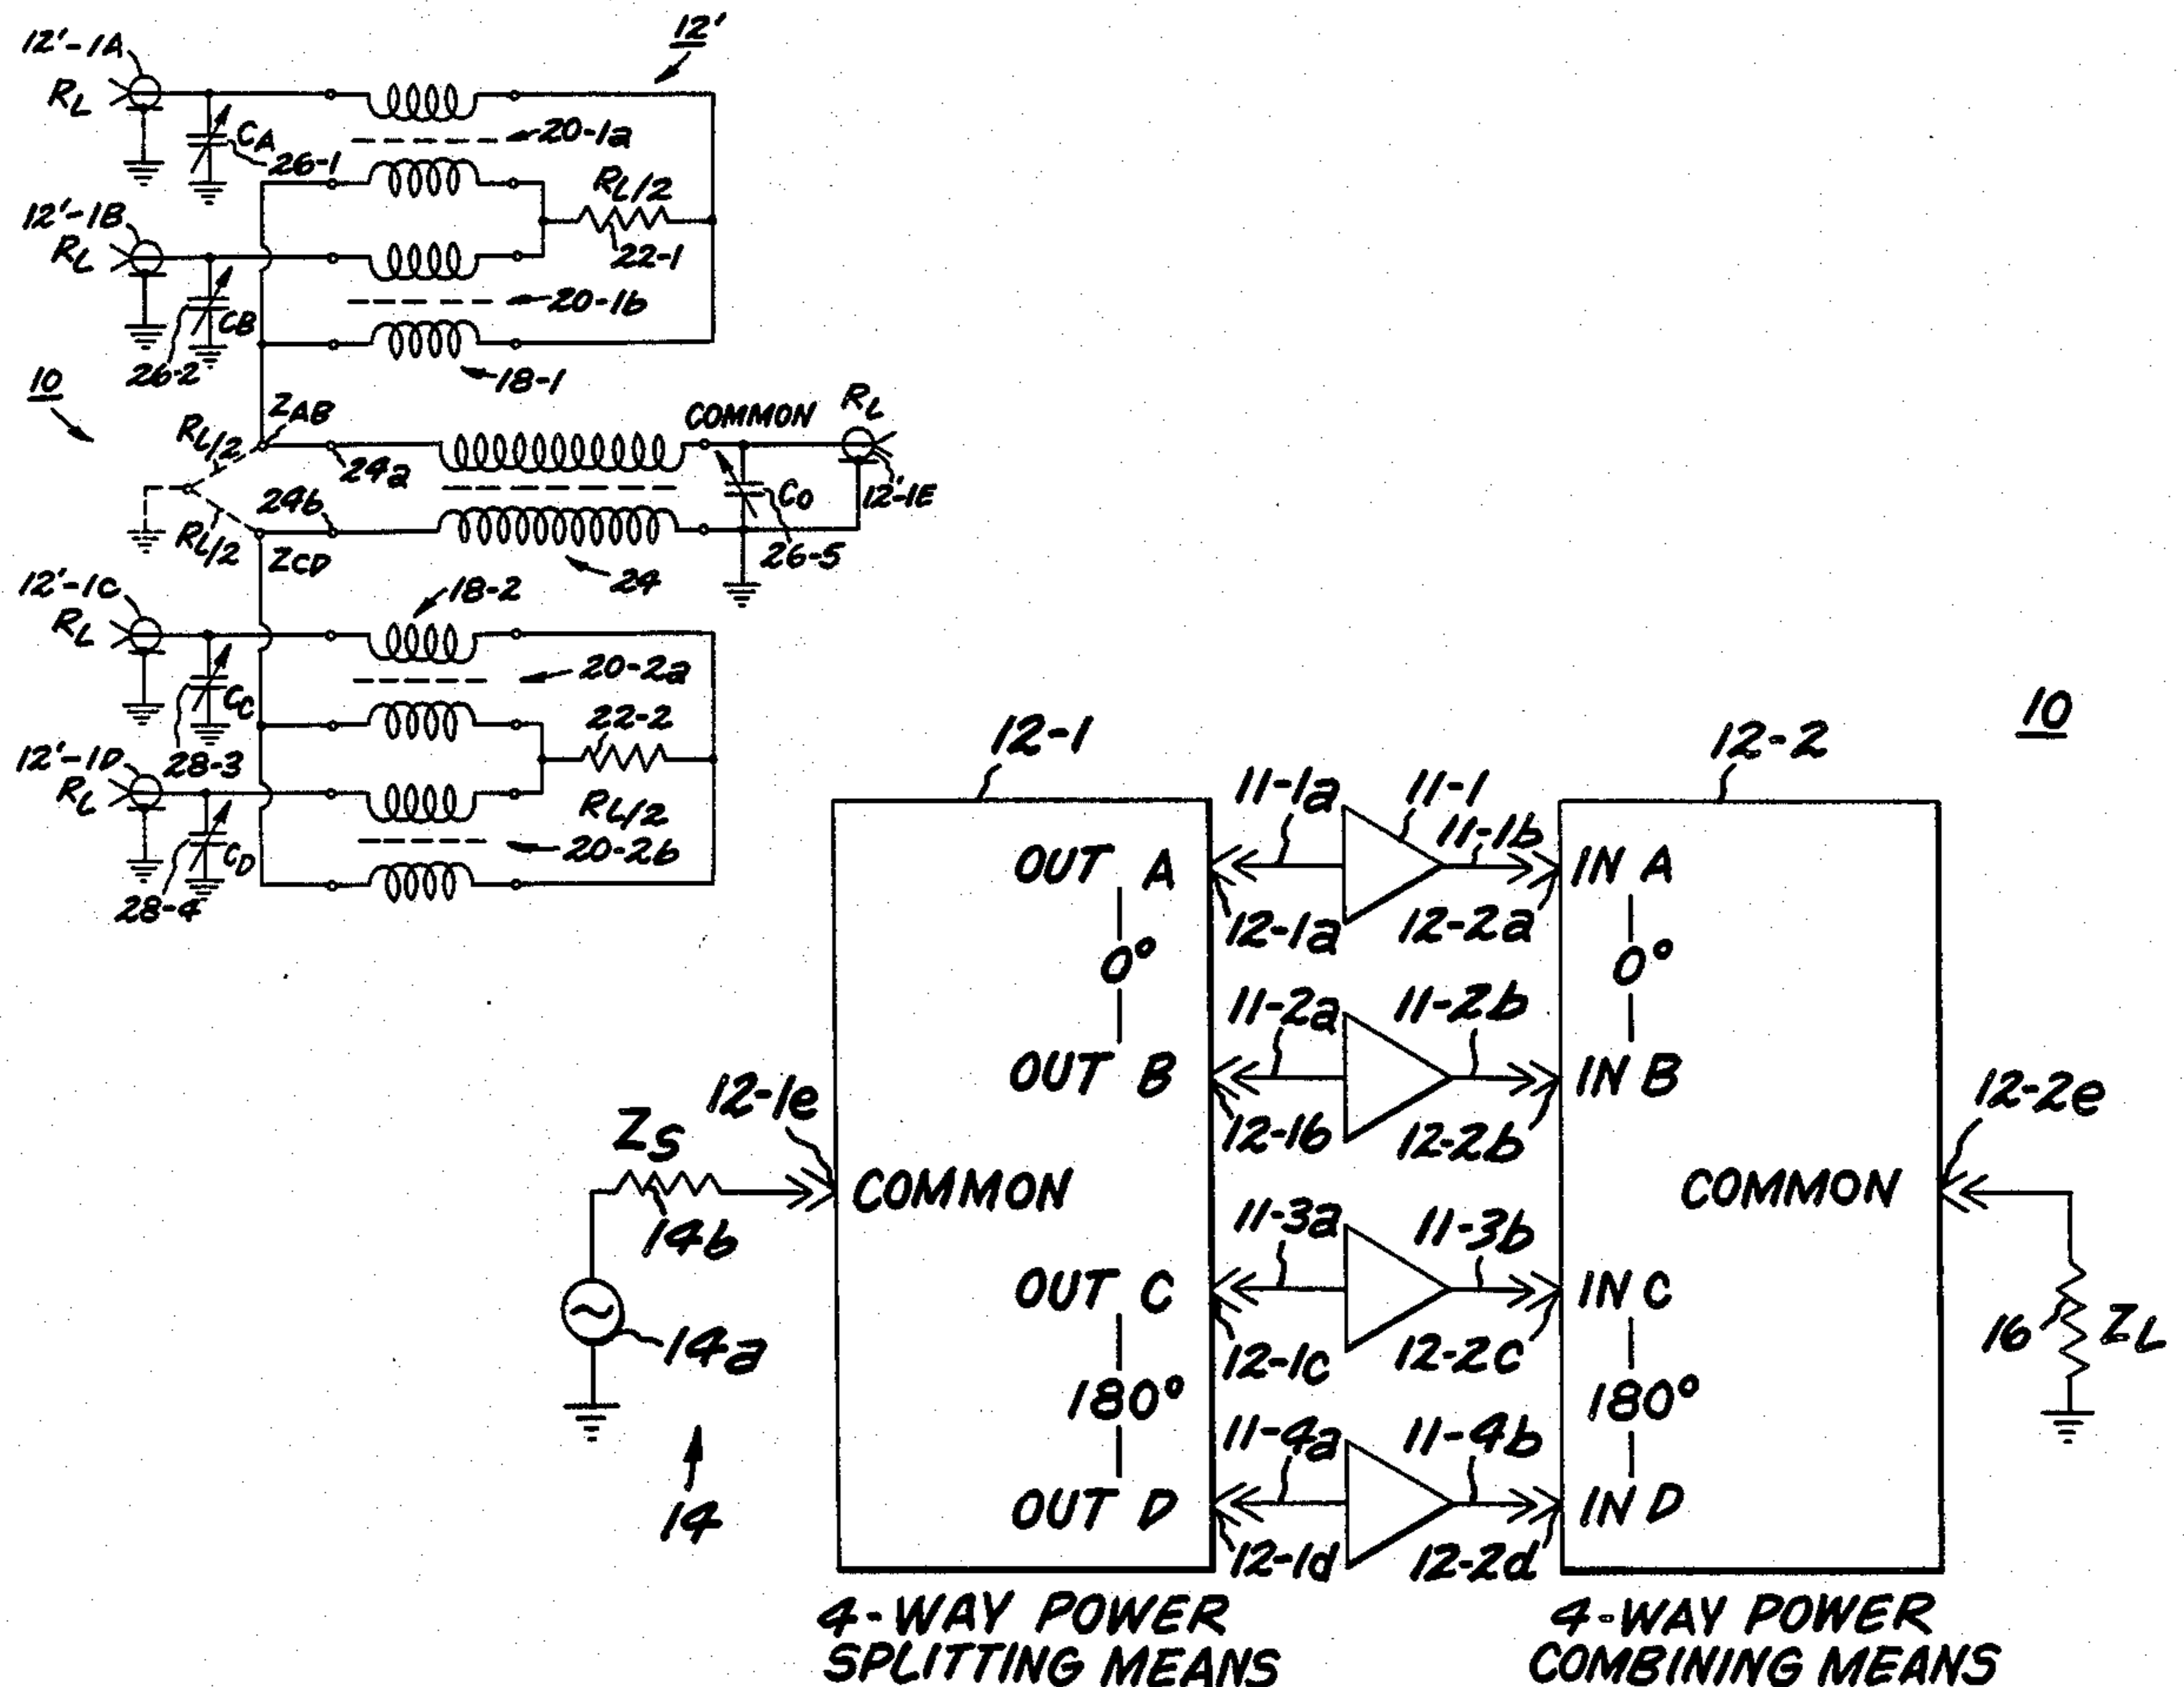 12'
12'-1A
RL
CA
26-1
20-1a
RL/2
22-1
12'-1B
RL
CB
26-2
20-1b
18-1
10
ZAB
RL/2
24a
COMMON
RL
24b
CO
12'-1E
RL/2
ZCD
26-5
24
12'-1C
RL
18-2
CC
20-2a
22-2
28-3
12'-1D
RL
CD
RL/2
20-2b
28-4
10
12-1
12-2
11-1a
11-1
11-1b
OUT A
IN A
12-1a
12-2a
0°
0°
11-2a
11-2b
OUT B
IN B
12-1b
12-2b
12-1e
ZS
14b
COMMON
COMMON
12-2e
11-3a
11-3b
OUT C
IN C
12-1c
12-2c
14a
16
ZL
180°
180°
11-4a
11-4b
14
OUT D
IN D
12-1d
12-2d
4-WAY POWER
SPLITTING MEANS
4-WAY POWER
COMBINING MEANS